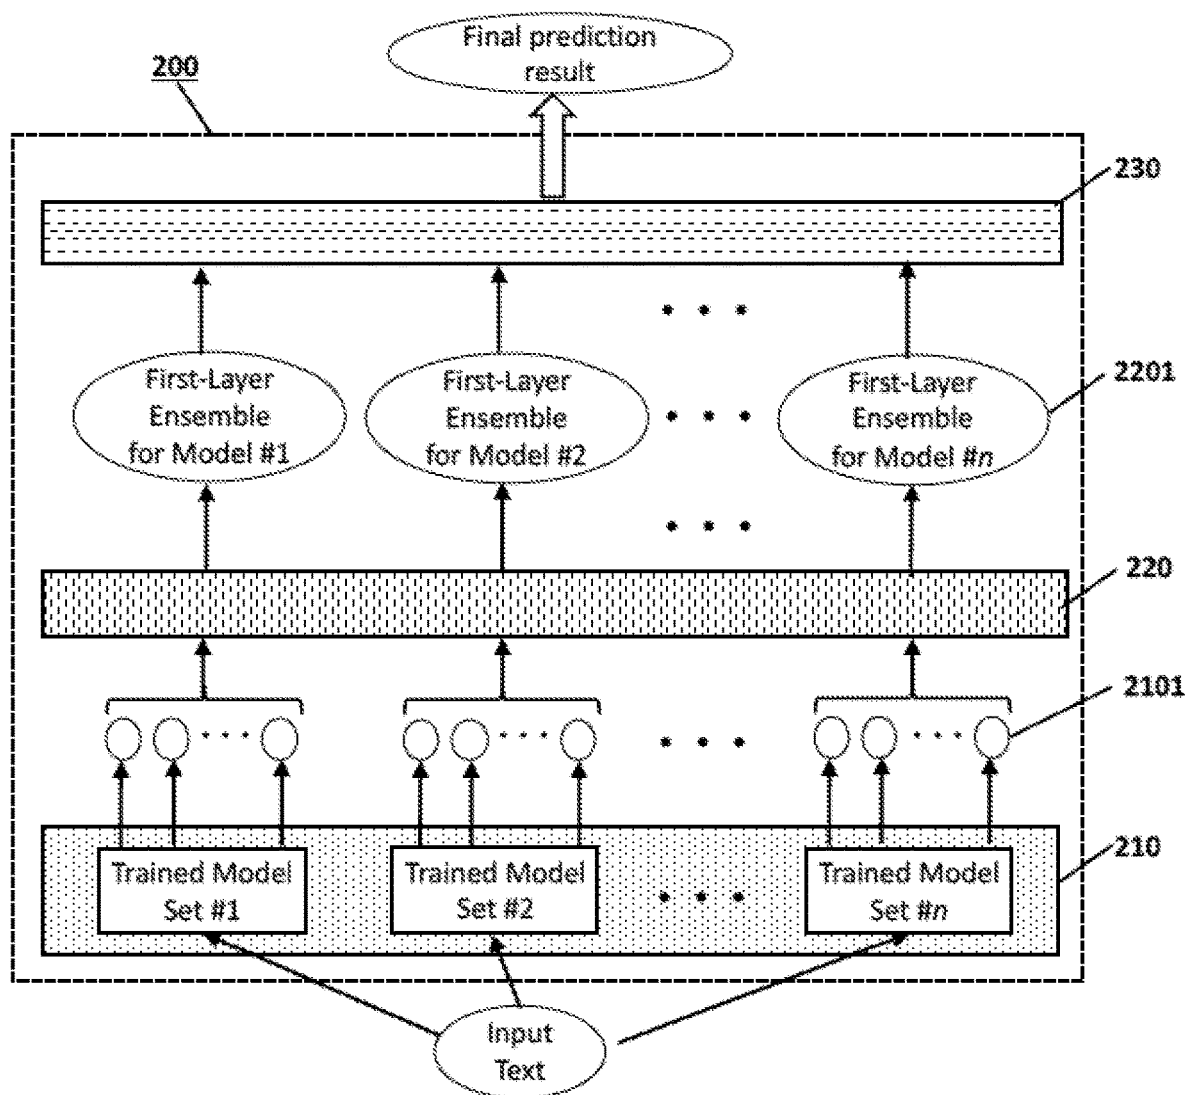 Final prediction
result
200
230
First-Layer
Ensemble
for Model #1
First-Layer
Ensemble
for Model #2
First-Layer
Ensemble
for Model #n
2201
220
2101
Trained Model
Set #1
Trained Model
Set #2
Trained Model
Set #n
210
Input
Text